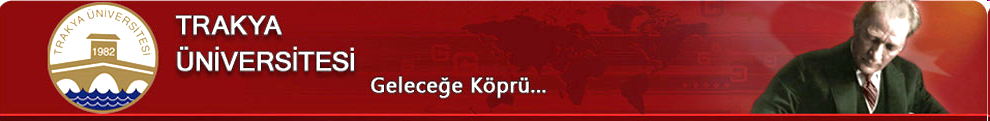 TRAKYA ÜNİVERSİTESİ
1982
TRAKYA
ÜNİVERSİTESİ
Geleceğe Köprü...